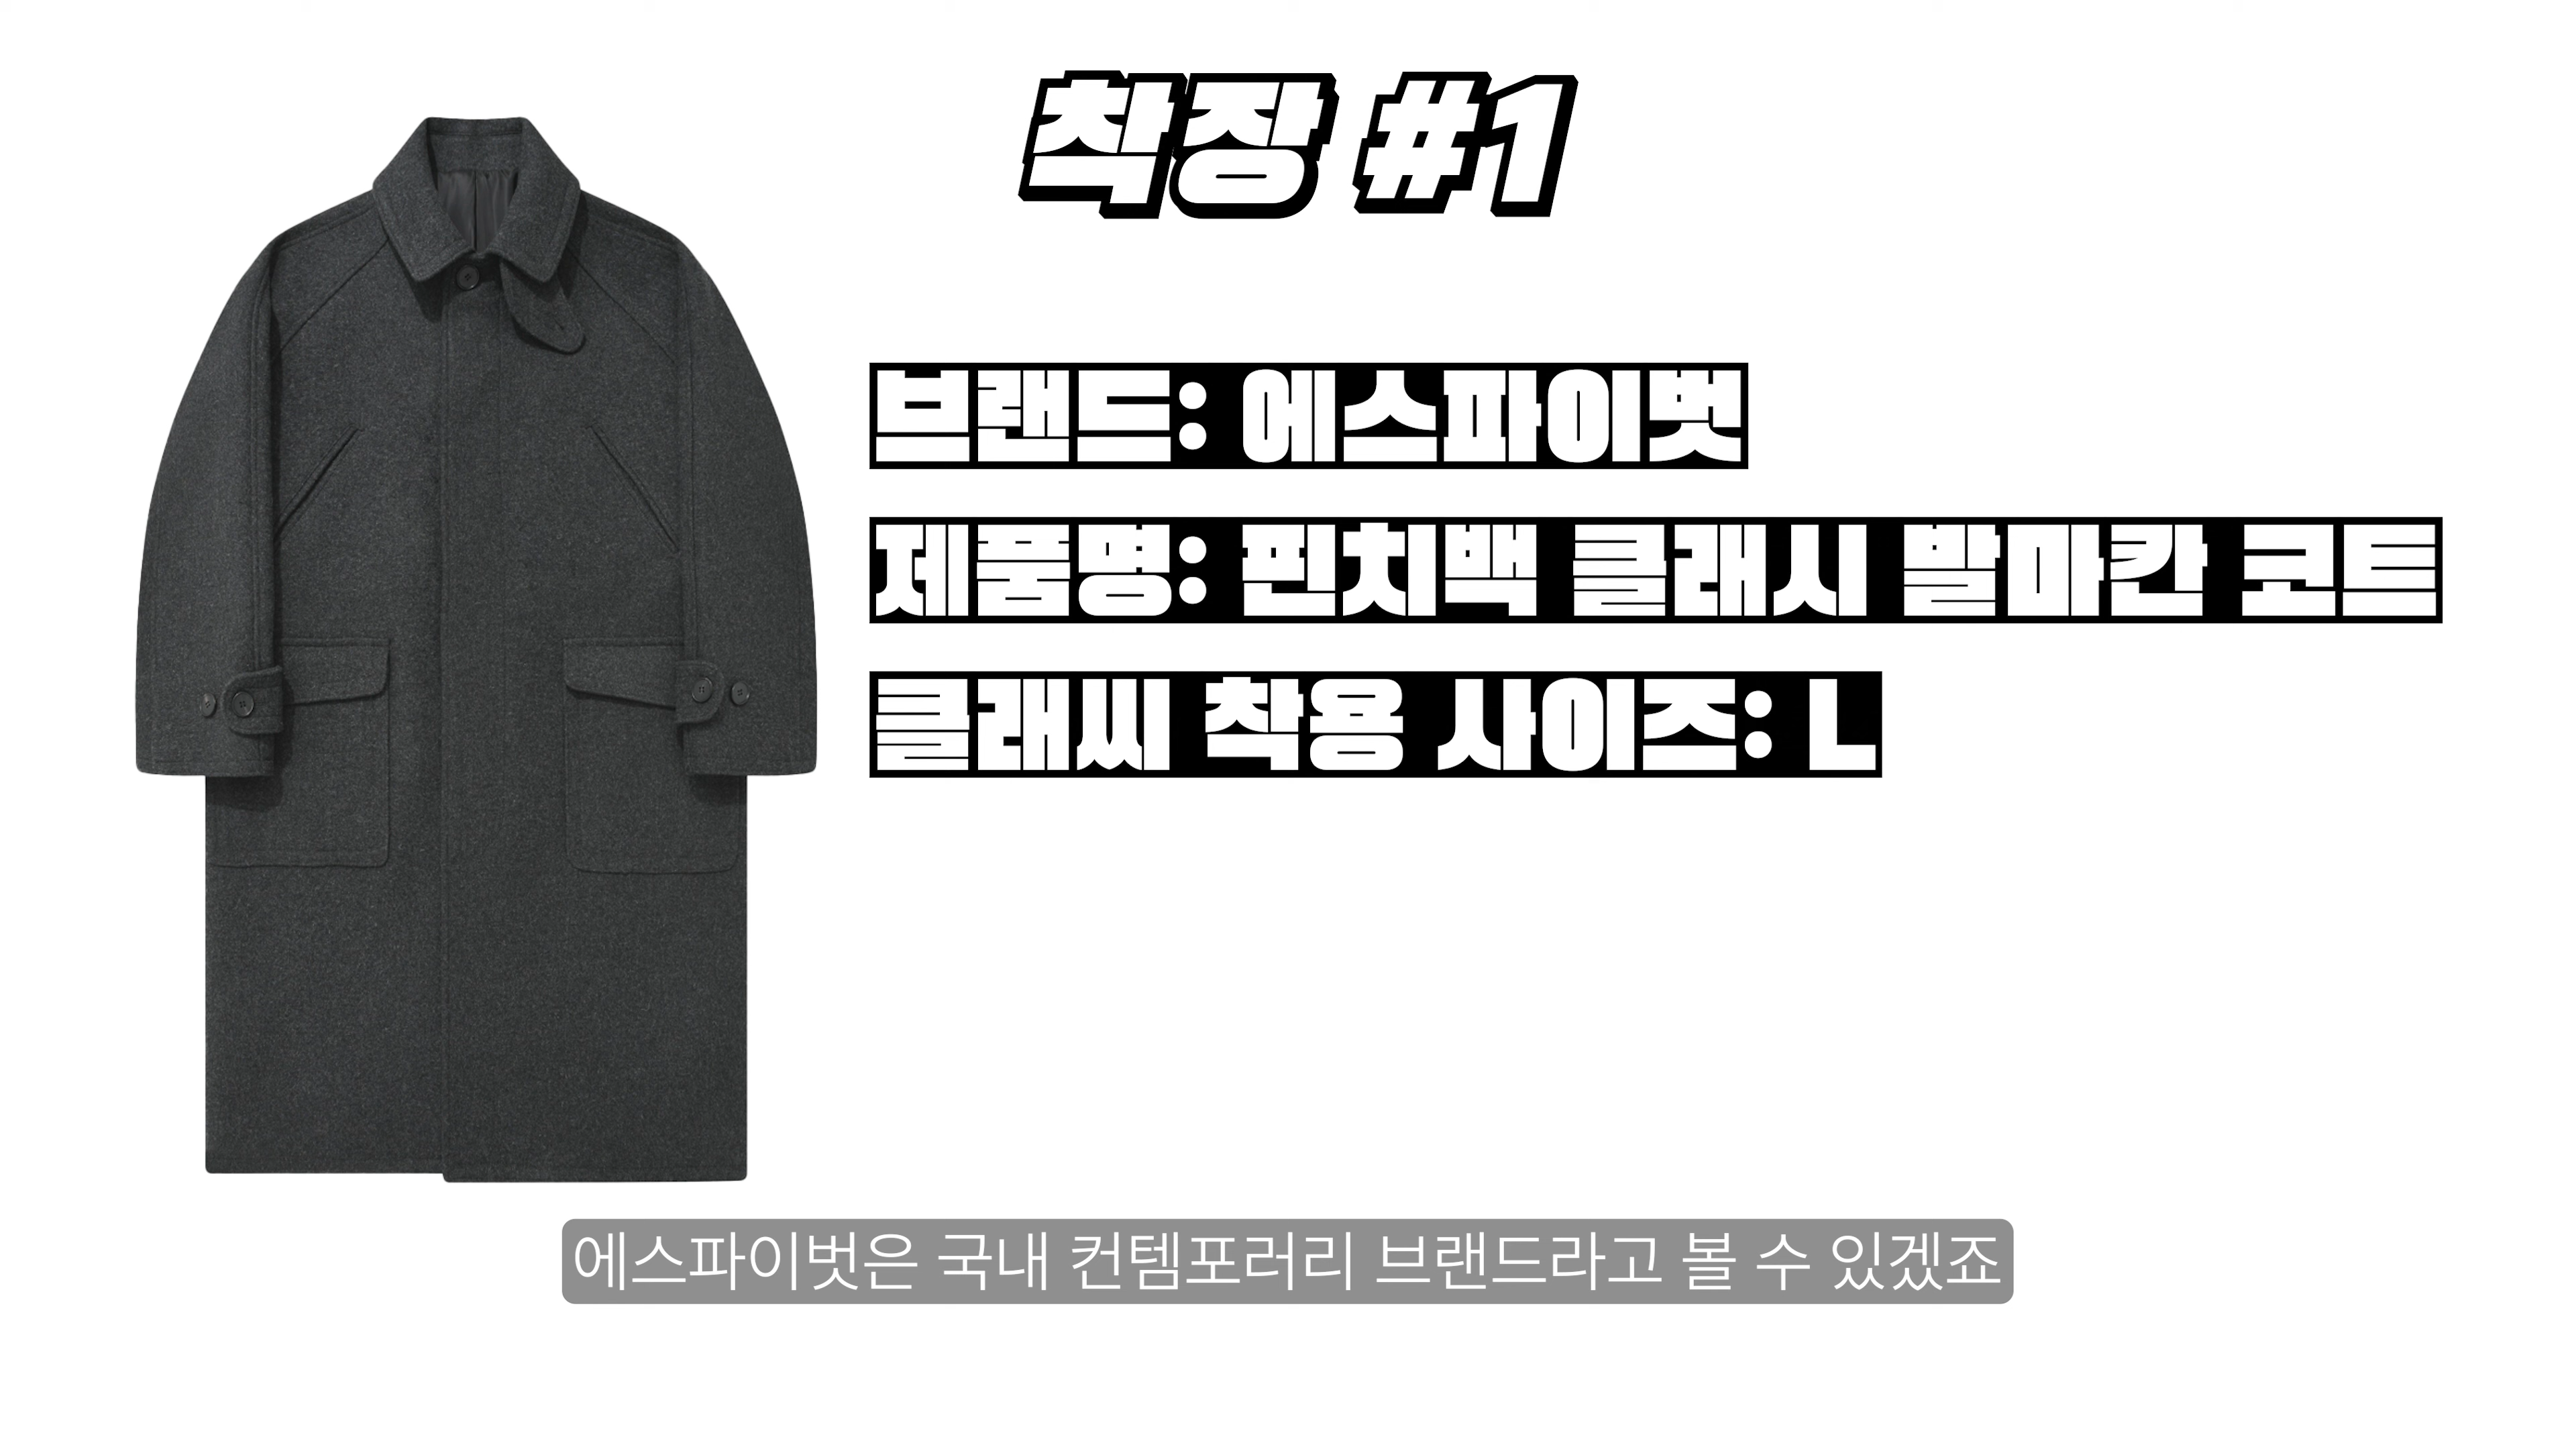 착장 #1
브랜드: 에스파이벗
제품명: 핀치백 클래시 발마칸 코트
클래씨 착용 사이즈: L
에스파이벗은 국내 컨템포러리 브랜드라고 볼 수 있겠죠